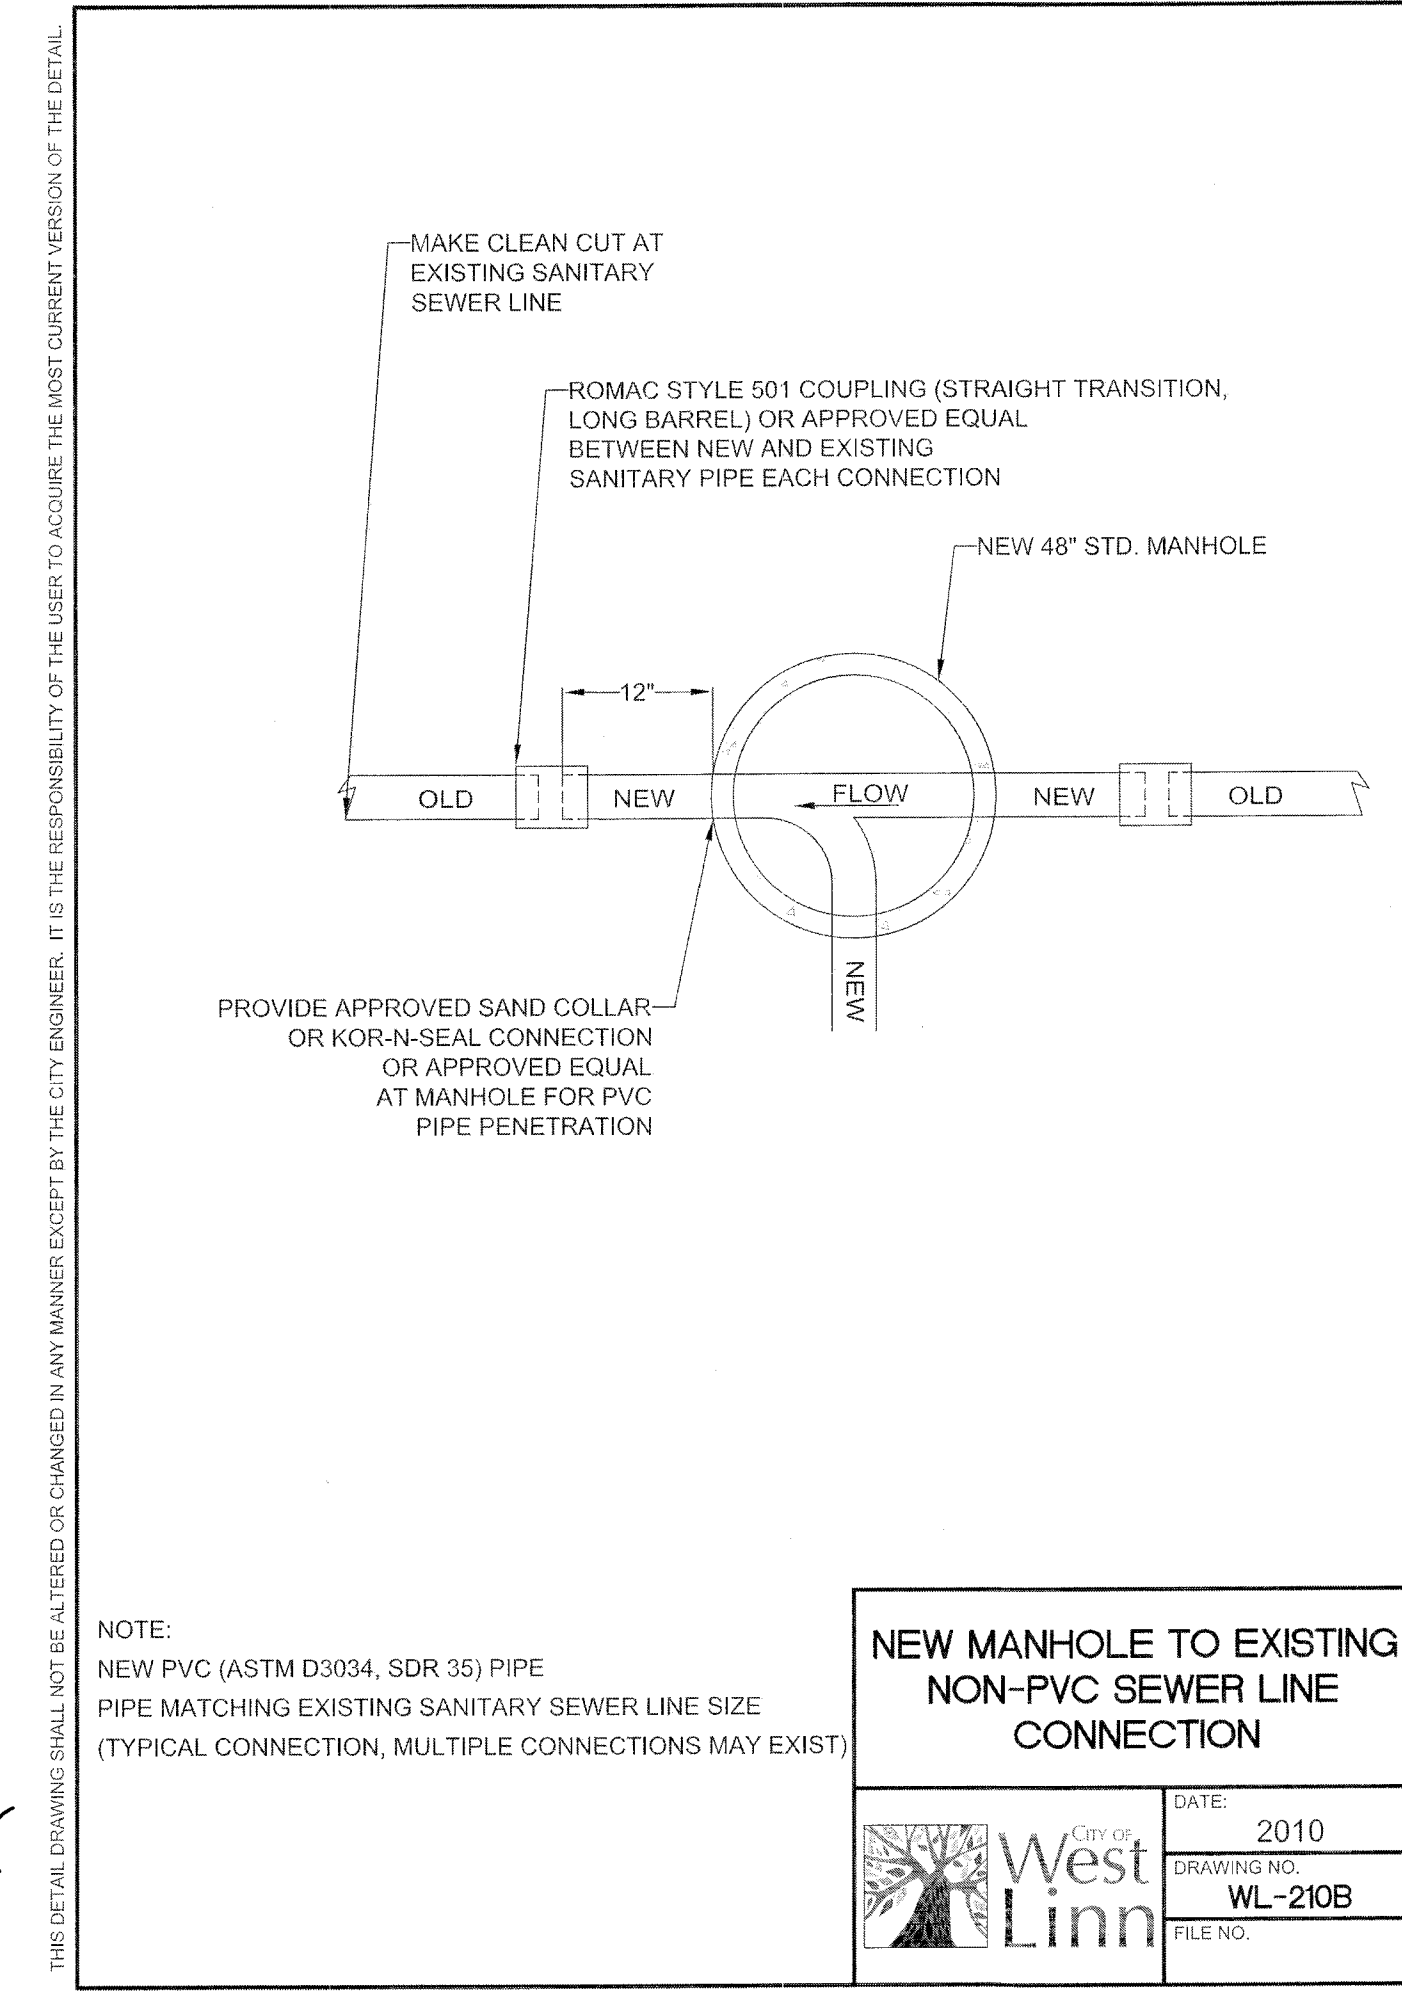 THIS DETAIL DRAWING SHALL NOT BE ALTERED OR CHANGED IN ANY MANNER EXCEPT BY THE CITY ENGINEER. IT IS THE RESPONSIBILITY OF THE USER TO ACQUIRE THE MOST CURRENT VERSION OF THE DETAIL.
MAKE CLEAN CUT AT
EXISTING SANITARY
SEWER LINE
ROMAC STYLE 501 COUPLING (STRAIGHT TRANSITION,
LONG BARREL) OR APPROVED EQUAL
BETWEEN NEW AND EXISTING
SANITARY PIPE EACH CONNECTION
NEW 48" STD. MANHOLE
12"
OLD
NEW
FLOW
NEW
OLD
NEW
PROVIDE APPROVED SAND COLLAR
OR KOR-N-SEAL CONNECTION
OR APPROVED EQUAL
AT MANHOLE FOR PVC
PIPE PENETRATION
NOTE:
NEW PVC (ASTM D3034, SDR 35) PIPE
PIPE MATCHING EXISTING SANITARY SEWER LINE SIZE
(TYPICAL CONNECTION, MULTIPLE CONNECTIONS MAY EXIST)
NEW MANHOLE TO EXISTING
NON-PVC SEWER LINE
CONNECTION
CITY OF
West
Linn
DATE:
2010
DRAWING NO.
WL-210B
FILE NO.